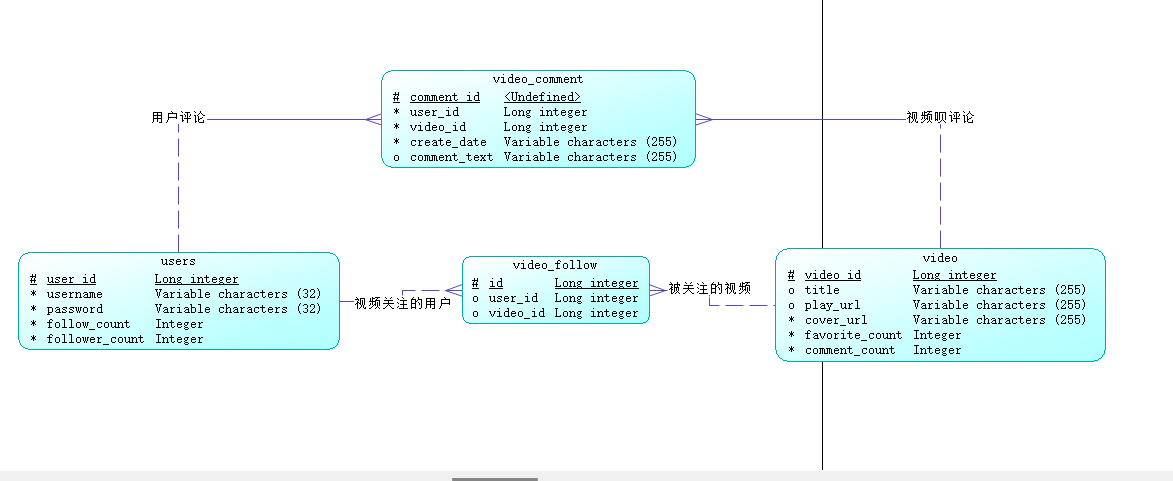 video_comment
# comment_id <Undefined>
* user_id Long integer
* video_id Long integer
* create_date Variable characters (255)
o comment_text Variable characters (255)
用户评论
视频呗评论
users
# user_id Long integer
* username Variable characters (32)
* password Variable characters (32)
* follow_count Integer
* follower_count Integer
视频关注的用户
video_follow
# id Long integer
o user_id Long integer
o video_id Long integer
被关注的视频
video
# video_id Long integer
o title Variable characters (255)
o play_url Variable characters (255)
* cover_url Variable characters (255)
* favorite_count Integer
* comment_count Integer